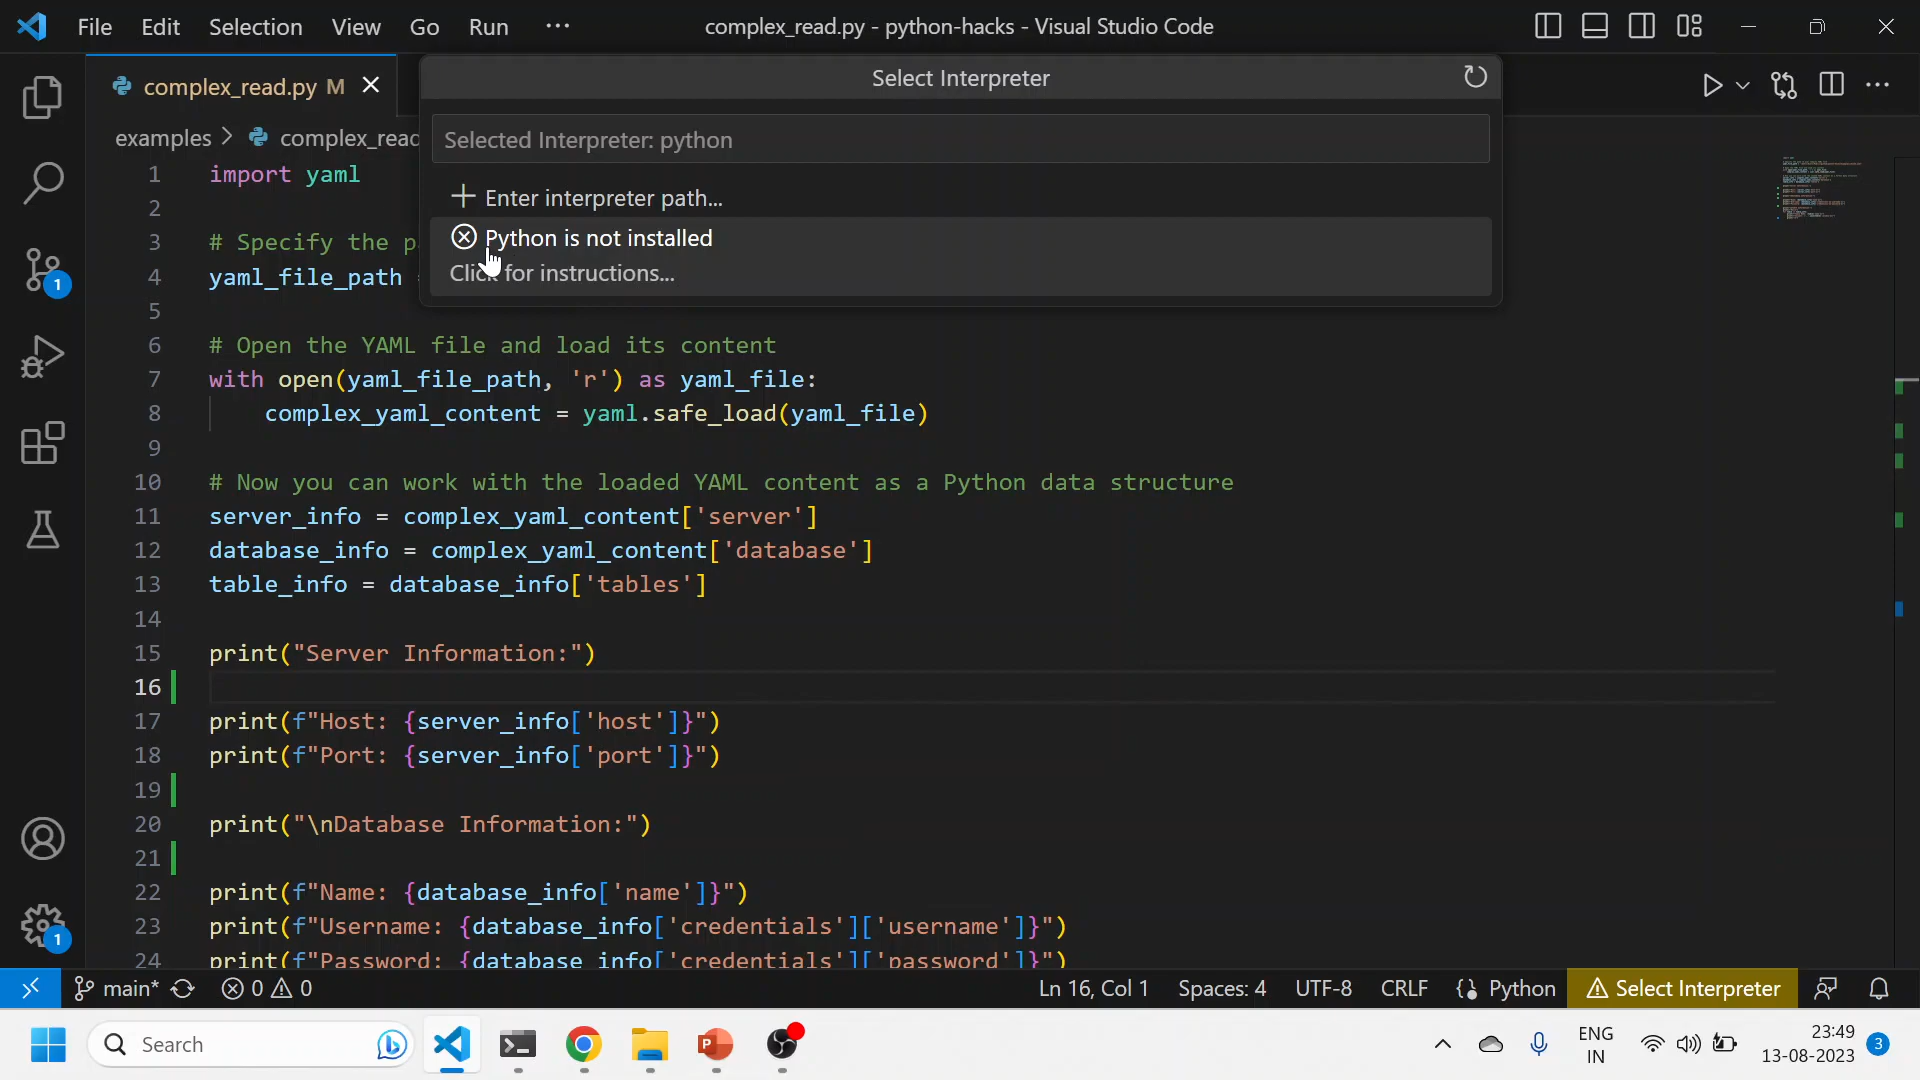 File Edit Selection View Go Run ... complex_read.py - python-hacks - Visual Studio Code
complex_read.py M
Select Interpreter
examples > complex_read
Selected Interpreter: python
Enter interpreter path...
Python is not installed
Click for instructions...
1 import yaml
2
3 # Specify the p
4 yaml_file_path =
5
6 # Open the YAML file and load its content
7 with open(yaml_file_path, 'r') as yaml_file:
8 complex_yaml_content = yaml.safe_load(yaml_file)
9
10 # Now you can work with the loaded YAML content as a Python data structure
11 server_info = complex_yaml_content['server']
12 database_info = complex_yaml_content['database']
13 table_info = database_info['tables']
14
15 print("Server Information:")
16
17 print(f"Host: {server_info['host']}")
18 print(f"Port: {server_info['port']}")
19
20 print("\nDatabase Information:")
21
22 print(f"Name: {database_info['name']}")
23 print(f"Username: {database_info['credentials']['username']}")
24 print(f"Password: {database_info['credentials']['password']}")
1
1
main* 0 0 Ln 16, Col 1 Spaces: 4 UTF-8 CRLF {} Python Select Interpreter
Search
ENG
IN
23:49
13-08-2023
3